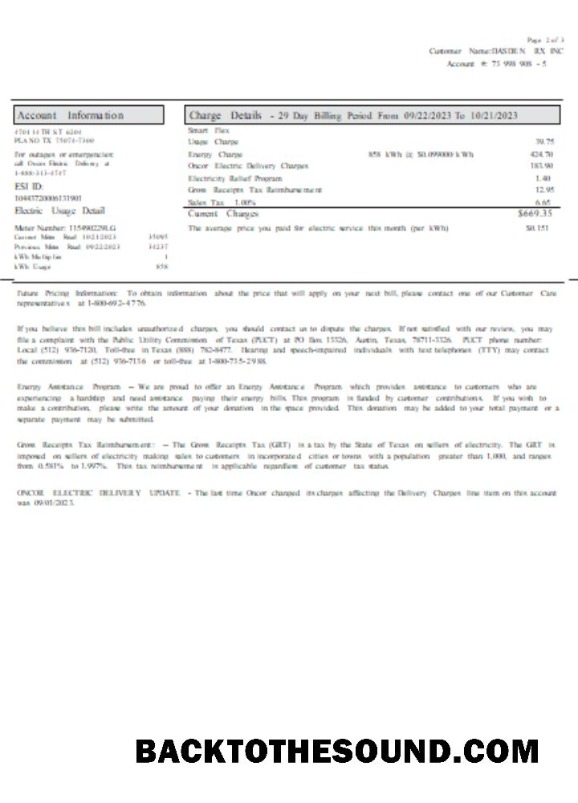 Page 2 of 3
Customer Name:DASDEN RX INC
Account #: 73 998 988 - 5
Account Information
Charge Details - 29 Day Billing Period From 09/22/2023 To 10/21/2023
4701 14 TH ST 6204
PLANO TX 75074-7300
For outages or emergencies
call Oncor Electric Delivery at
1-888-313-4747
ESI ID:
10443720006131901
Electric Usage Detail
Meter Number: 115490229LG
Current Meter Read 10/21/2023 35095
Previous Meter Read 09/22/2023 34237
kWh Multiplier 1
kWh Usage 858
Smart Flex
Usage Charge 39.75
Energy Charge 858 kWh @ $0.099000/kWh 424.70
Oncor Electric Delivery Charges 183.90
Electricity Relief Program 1.40
Gross Receipts Tax Reimbursement 12.95
Sales Tax 1.00% 6.65
Current Charges $669.35
The average price you paid for electric service this month (per kWh) $0.151
Future Pricing Information: To obtain information about the price that will apply on your next bill, please contact one of our Customer Care
representatives at 1-800-692-4776.
If you believe this bill includes unauthorized charges, you should contact us to dispute the charges. If not satisfied with our review, you may
file a complaint with the Public Utility Commission of Texas (PUCT) at PO Box 13326, Austin, Texas, 78711-3326. PUCT phone number:
Local (512) 936-7120, Toll-free in Texas (888) 782-8477. Hearing and speech-impaired individuals with text telephones (TTY) may contact
the commission at (512) 936-7136 or toll-free at 1-800-735-2988.
Energy Assistance Program -- We are proud to offer an Energy Assistance Program which provides assistance to customers who are
experiencing a hardship and need assistance paying their energy bills. This program is funded by customer contributions. If you wish to
make a contribution, please write the amount of your donation in the space provided. This donation may be added to your total payment or a
separate payment may be submitted.
Gross Receipts Tax Reimbursement: -- The Gross Receipts Tax (GRT) is a tax by the State of Texas on sellers of electricity. The GRT is
imposed on sellers of electricity making sales to customers in incorporated cities or towns with a population greater than 1,000, and ranges
from 0.581% to 1.997%. This tax reimbursement is applicable regardless of customer tax status.
ONCOR ELECTRIC DELIVERY UPDATE - The last time Oncor changed its charges affecting the Delivery Charges line item on this account
was 09/01/2023.
BACKTOTHESOUND.COM